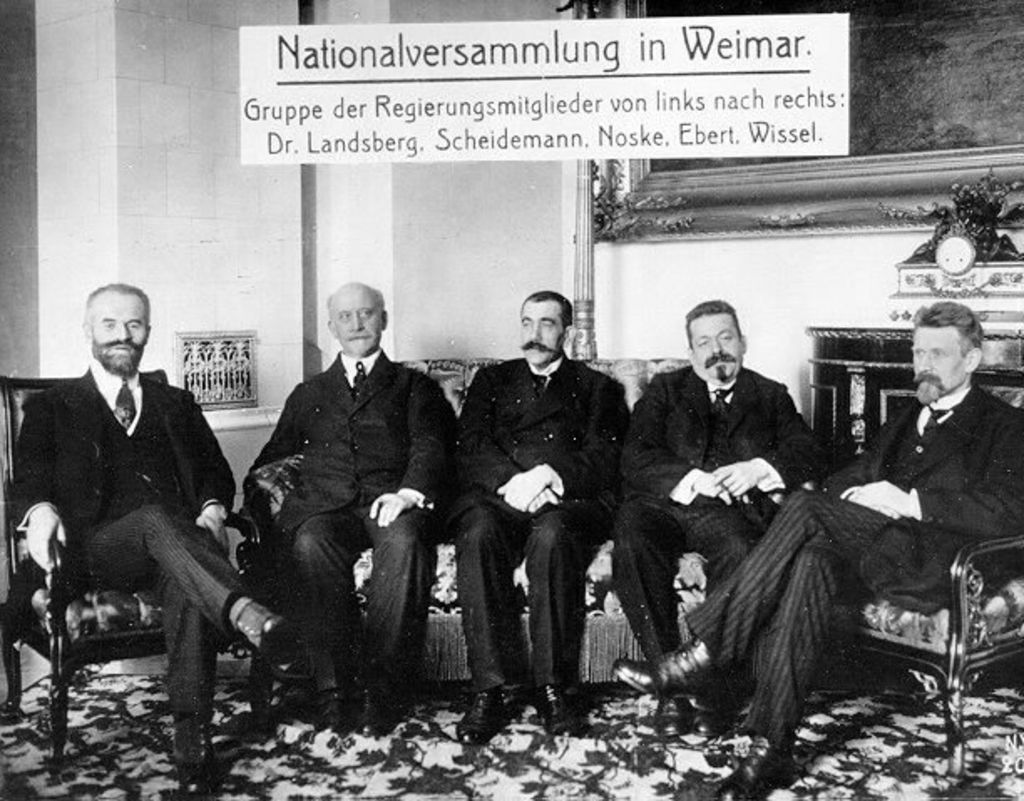 Nationalversammlung in Weimar.
Gruppe der Regierungsmitglieder von links nach rechts:
Dr. Landsberg, Scheidemann, Noske, Ebert, Wissel.